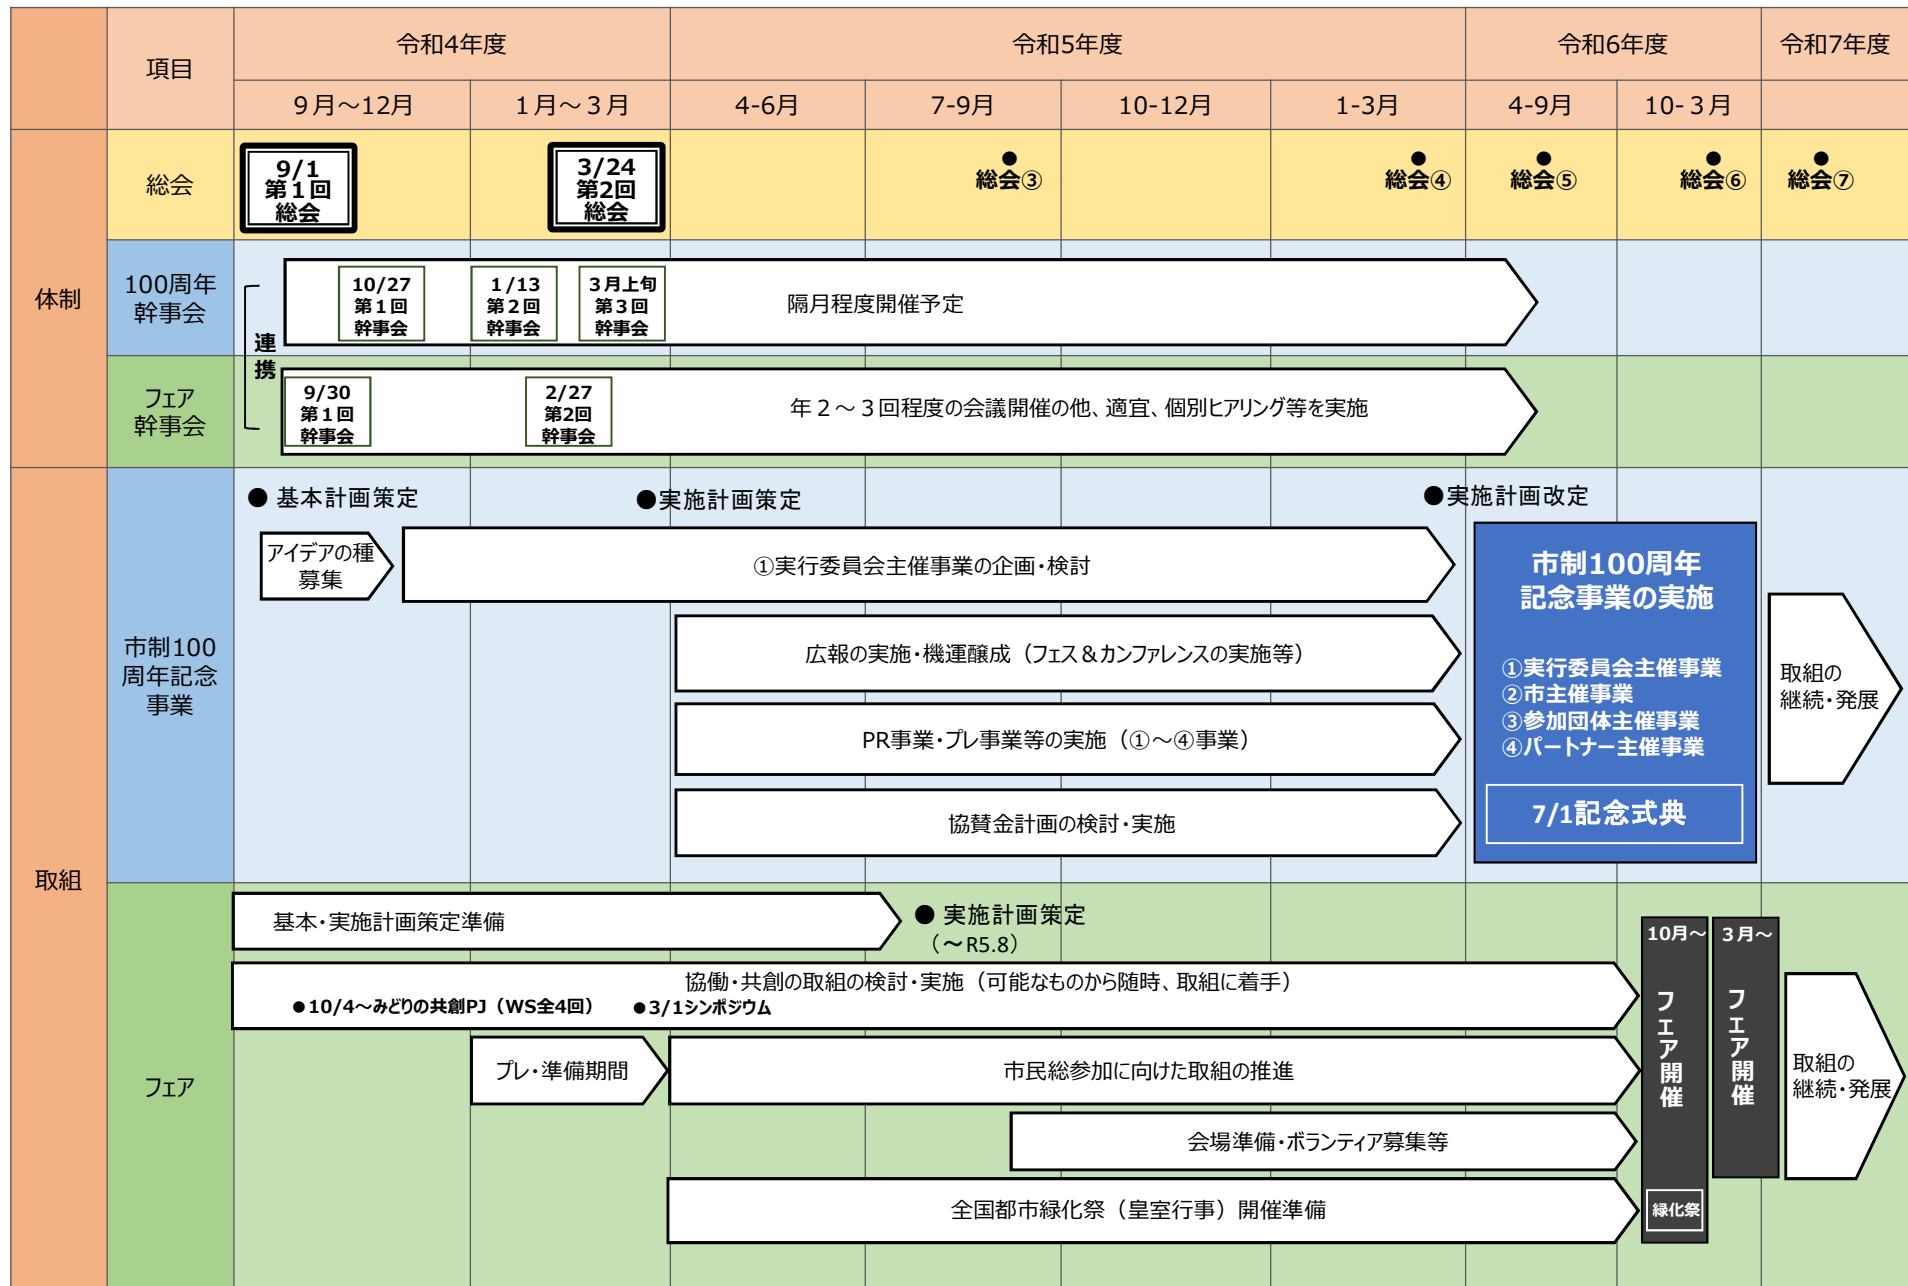 項目
令和4年度
令和5年度
令和6年度
令和7年度
９月～12月
１月～３月
4-6月
7-9月
10-12月
1-3月
4-9月
10-３月
体制
総会
9/1
第１回
総会
3/24
第2回
総会
●
総会③
●
総会④
●
総会⑤
●
総会⑥
●
総会⑦
100周年
幹事会
連
携
10/27
第１回
幹事会
１/13
第２回
幹事会
３月上旬
第３回
幹事会
隔月程度開催予定
フェア
幹事会
9/30
第１回
幹事会
2/27
第2回
幹事会
年２～３回程度の会議開催の他、適宜、個別ヒアリング等を実施
取組
市制100
周年記念
事業
● 基本計画策定
●実施計画策定
●実施計画改定
アイデアの種
募集
①実行委員会主催事業の企画・検討
広報の実施・機運醸成（フェス＆カンファレンスの実施等）
PR事業・プレ事業等の実施（①～④事業）
協賛金計画の検討・実施
市制100周年
記念事業の実施
①実行委員会主催事業
②市主催事業
③参加団体主催事業
④パートナー主催事業
7/1記念式典
取組の
継続・発展
フェア
基本・実施計画策定準備
● 実施計画策定
（～R5.8）
協働・共創の取組の検討・実施（可能なものから随時、取組に着手）
●10/4～みどりの共創PJ（WS全4回）
●3/1シンポジウム
プレ・準備期間
市民総参加に向けた取組の推進
会場準備・ボランティア募集等
全国都市緑化祭（皇室行事）開催準備
10月～
フェア開催
緑化祭
３月～
フェア開催
取組の
継続・発展